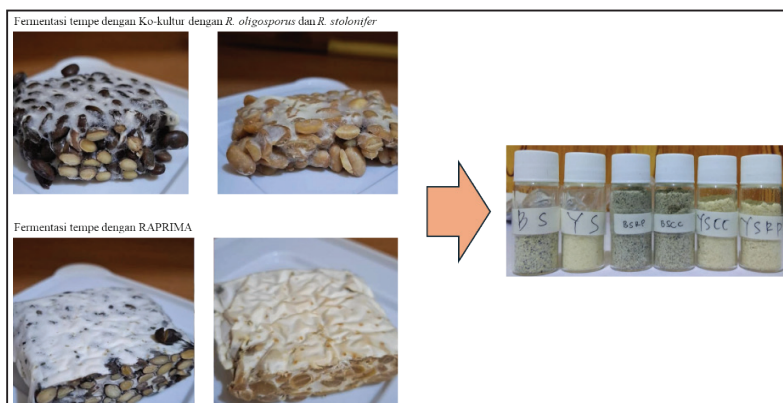 Fermentasi tempe dengan Ko-kultur dengan R. oligosporus dan R. stolonifer
Fermentasi tempe dengan RAPRIMA
BS
YS
BSRP
BSCC
YSCC
YSRP